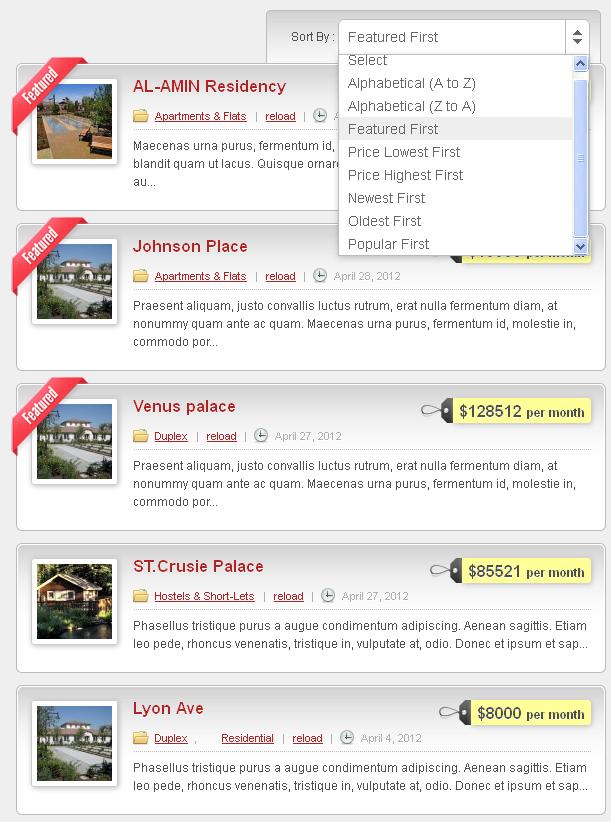 Sort By : Featured First
Select
Alphabetical (A to Z)
Alphabetical (Z to A)
Featured First
Price Lowest First
Price Highest First
Newest First
Oldest First
Popular First
Featured
AL-AMIN Residency
Apartments & Flats | reload |
Maecenas urna purus, fermentum id,
blandit quam ut lacus. Quisque
au...
Featured
Johnson Place
Apartments & Flats | reload | April 28, 2012
Praesent aliquam, justo convallis luctus rutrum, erat nulla fermentum diam, at
nonummy quam ante ac quam. Maecenas urna purus, fermentum id, molestie in,
commodo por...
Featured
Venus palace
$128512 per month
Duplex | reload | April 27, 2012
Praesent aliquam, justo convallis luctus rutrum, erat nulla fermentum diam, at
nonummy quam ante ac quam. Maecenas urna purus, fermentum id, molestie in,
commodo por...
ST.Crusie Palace
$85521 per month
Hostels & Short-Lets | reload | April 27, 2012
Phasellus tristique purus a augue condimentum adipiscing. Aenean sagittis. Etiam
leo pede, rhoncus venenatis, tristique in, vulputate at, odio. Donec et ipsum et sap...
Lyon Ave
$8000 per month
Duplex , Residential | reload | April 4, 2012
Phasellus tristique purus a augue condimentum adipiscing. Aenean sagittis. Etiam
leo pede, rhoncus venenatis, tristique in, vulputate at, odio. Donec et ipsum et sap...